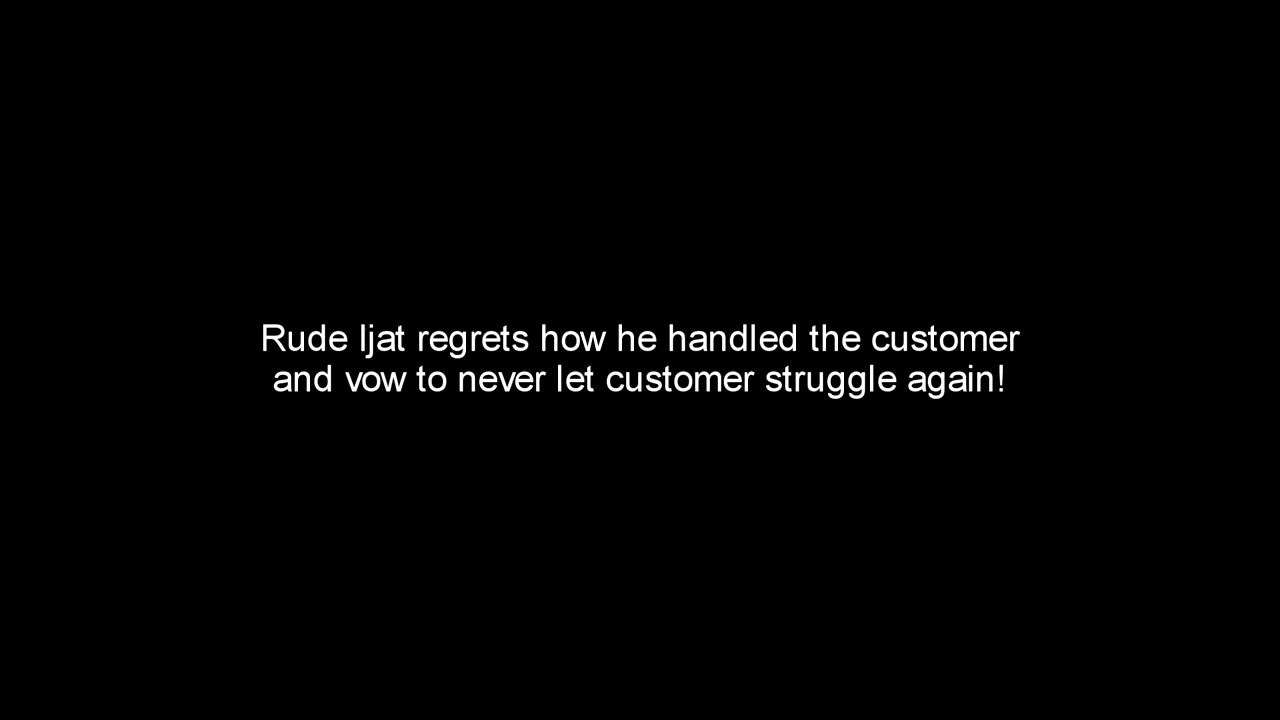 Rude Ijat regrets how he handled the customer
and vow to never let customer struggle again!